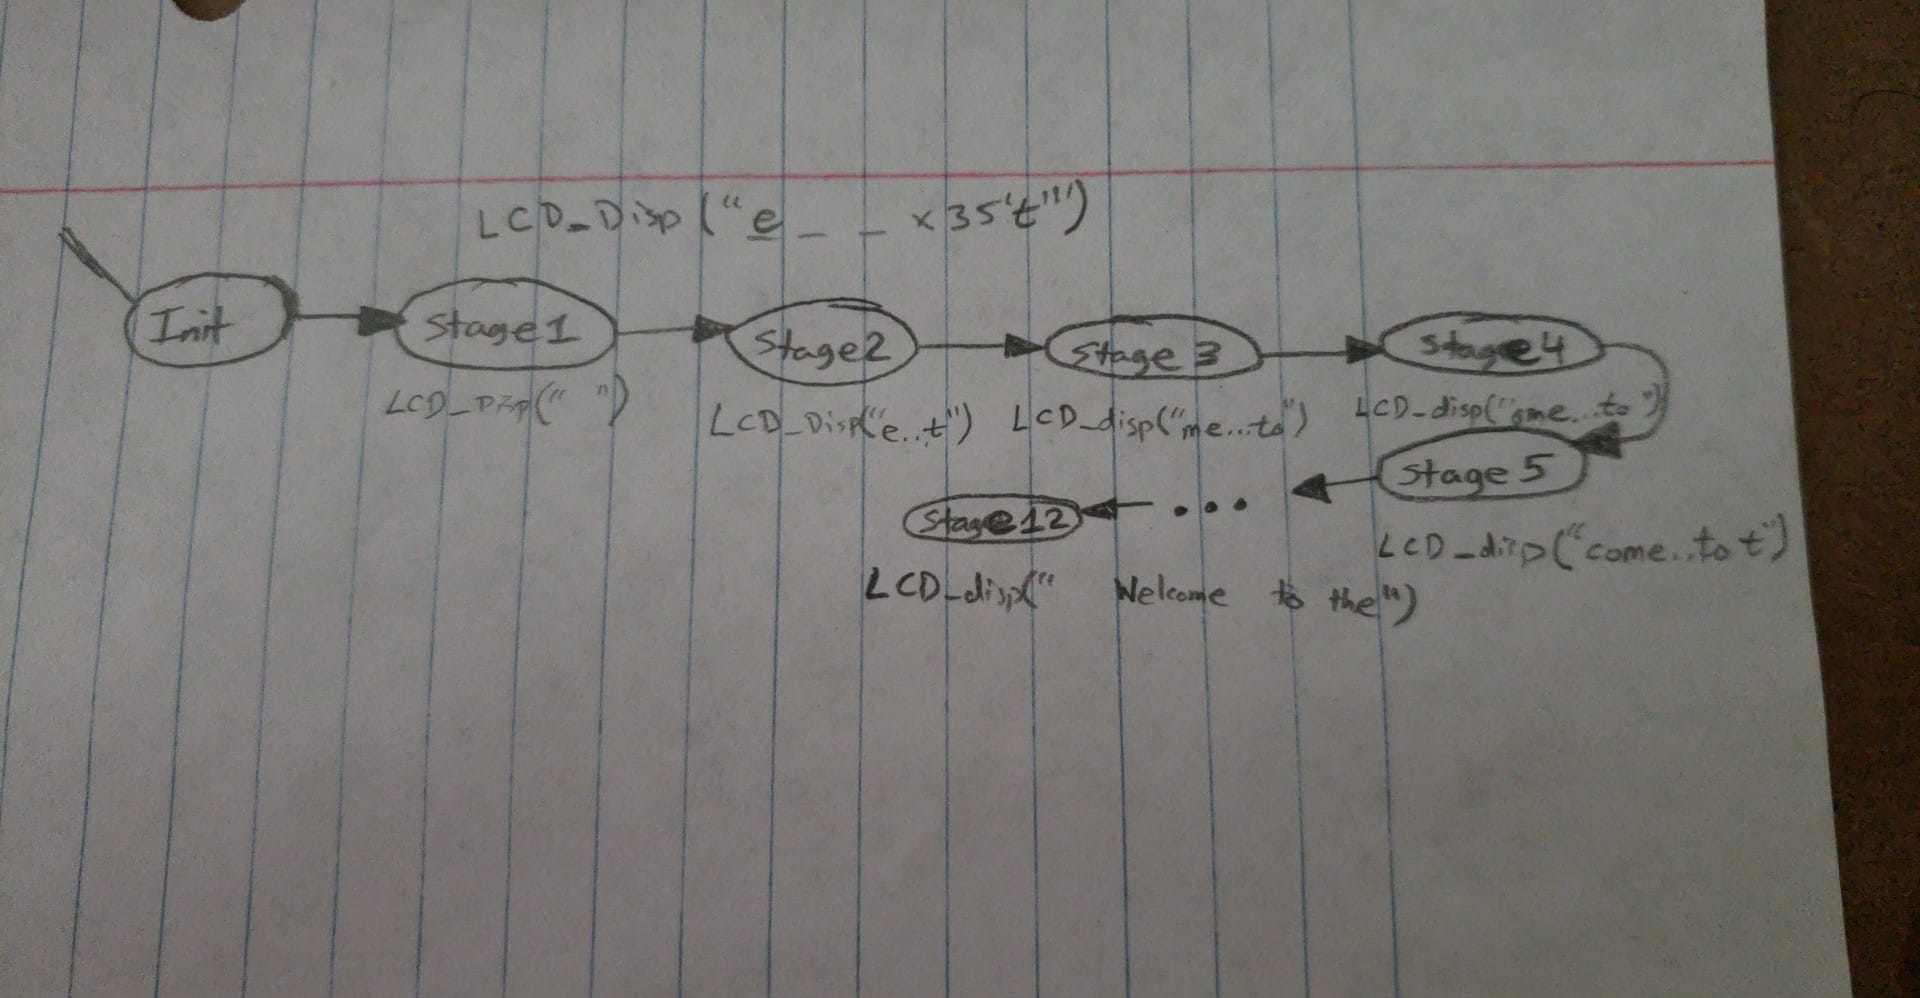 LCD_Disp("e _ _ x35't'")
Init Stage1 Stage2 Stage 3 Stage4
LCD_Disp(" ") LCD_Disp("e..t") LCD_disp("me...to") LCD_disp("ome...to")
Stage 5
Stage12 ...
LCD_disp("come...to t")
LCD_disp(" Welcome to the")